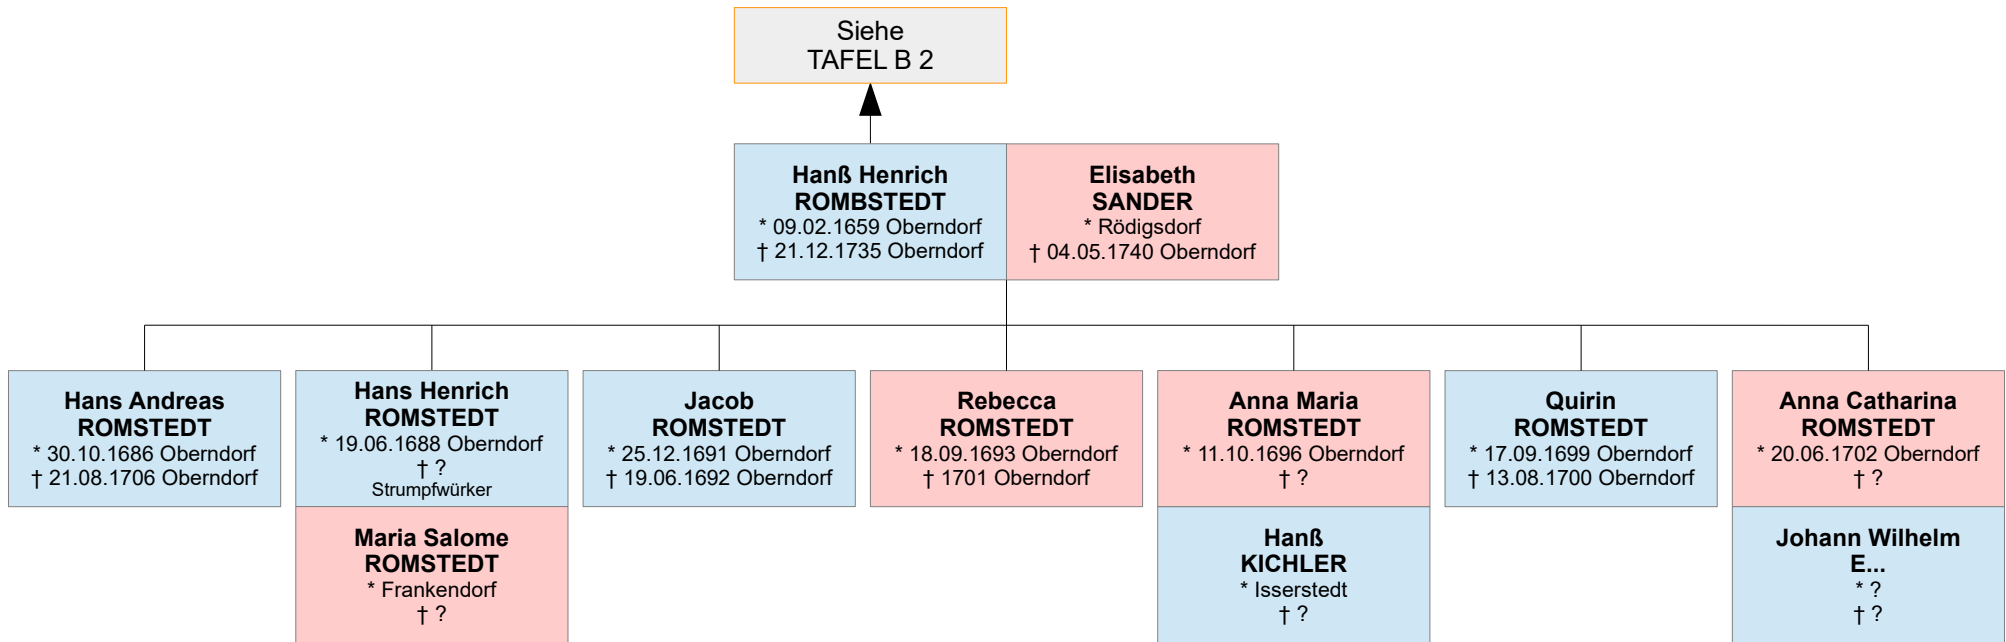 Siehe
TAFEL B 2
Hanß Henrich
ROMBSTEDT
* 09.02.1659 Oberndorf
† 21.12.1735 Oberndorf
Elisabeth
SANDER
* Rödigsdorf
† 04.05.1740 Oberndorf
Hans Andreas
ROMSTEDT
* 30.10.1686 Oberndorf
† 21.08.1706 Oberndorf
Hans Henrich
ROMSTEDT
* 19.06.1688 Oberndorf
† ?
Strumpfwürker
Maria Salome
ROMSTEDT
* Frankendorf
† ?
Jacob
ROMSTEDT
* 25.12.1691 Oberndorf
† 19.06.1692 Oberndorf
Rebecca
ROMSTEDT
* 18.09.1693 Oberndorf
† 1701 Oberndorf
Anna Maria
ROMSTEDT
* 11.10.1696 Oberndorf
† ?
Hanß
KICHLER
* Isserstedt
† ?
Quirin
ROMSTEDT
* 17.09.1699 Oberndorf
† 13.08.1700 Oberndorf
Anna Catharina
ROMSTEDT
* 20.06.1702 Oberndorf
† ?
Johann Wilhelm
E...
* ?
† ?